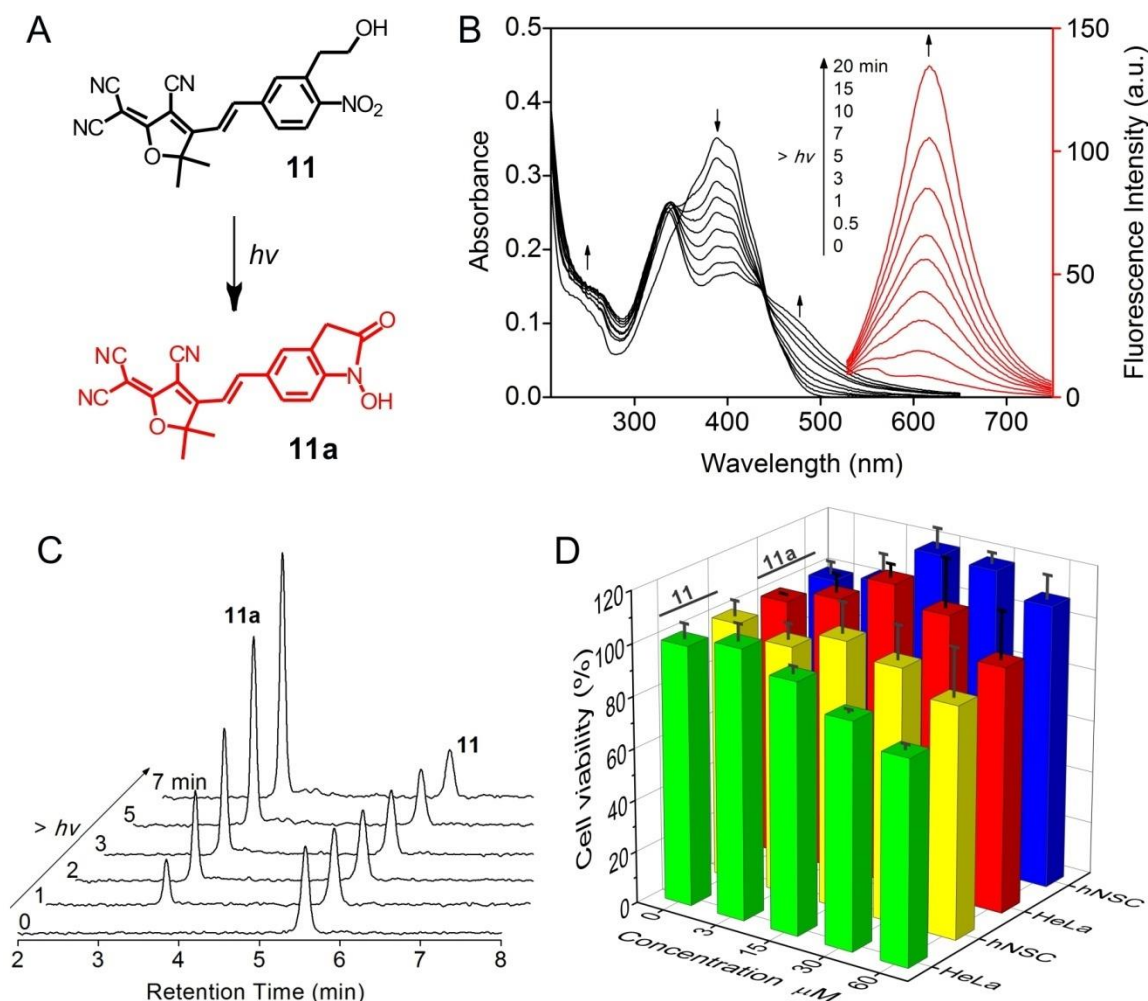 A
OH
NC
CN
NC
NO₂
O
11
hν
NC
CN
O
NC
N
O
OH
11a
B
0.5
0.4
0.3
0.2
0.1
0.0
Absorbance
300 400 500 600 700
Wavelength (nm)
> hν
20 min
15
10
7
5
3
1
0.5
0
150
100
50
0
Fluorescence Intensity (a.u.)
C
11a
11
7 min
5
3
2
1
0
> hν
2 3 4 5 6 7 8
Retention Time (min)
D
11
11a
120
100
80
60
40
20
0
Cell viability (%)
0 3 15 30 60
Concentration μM
hNSC
HeLa
hNSC
HeLa